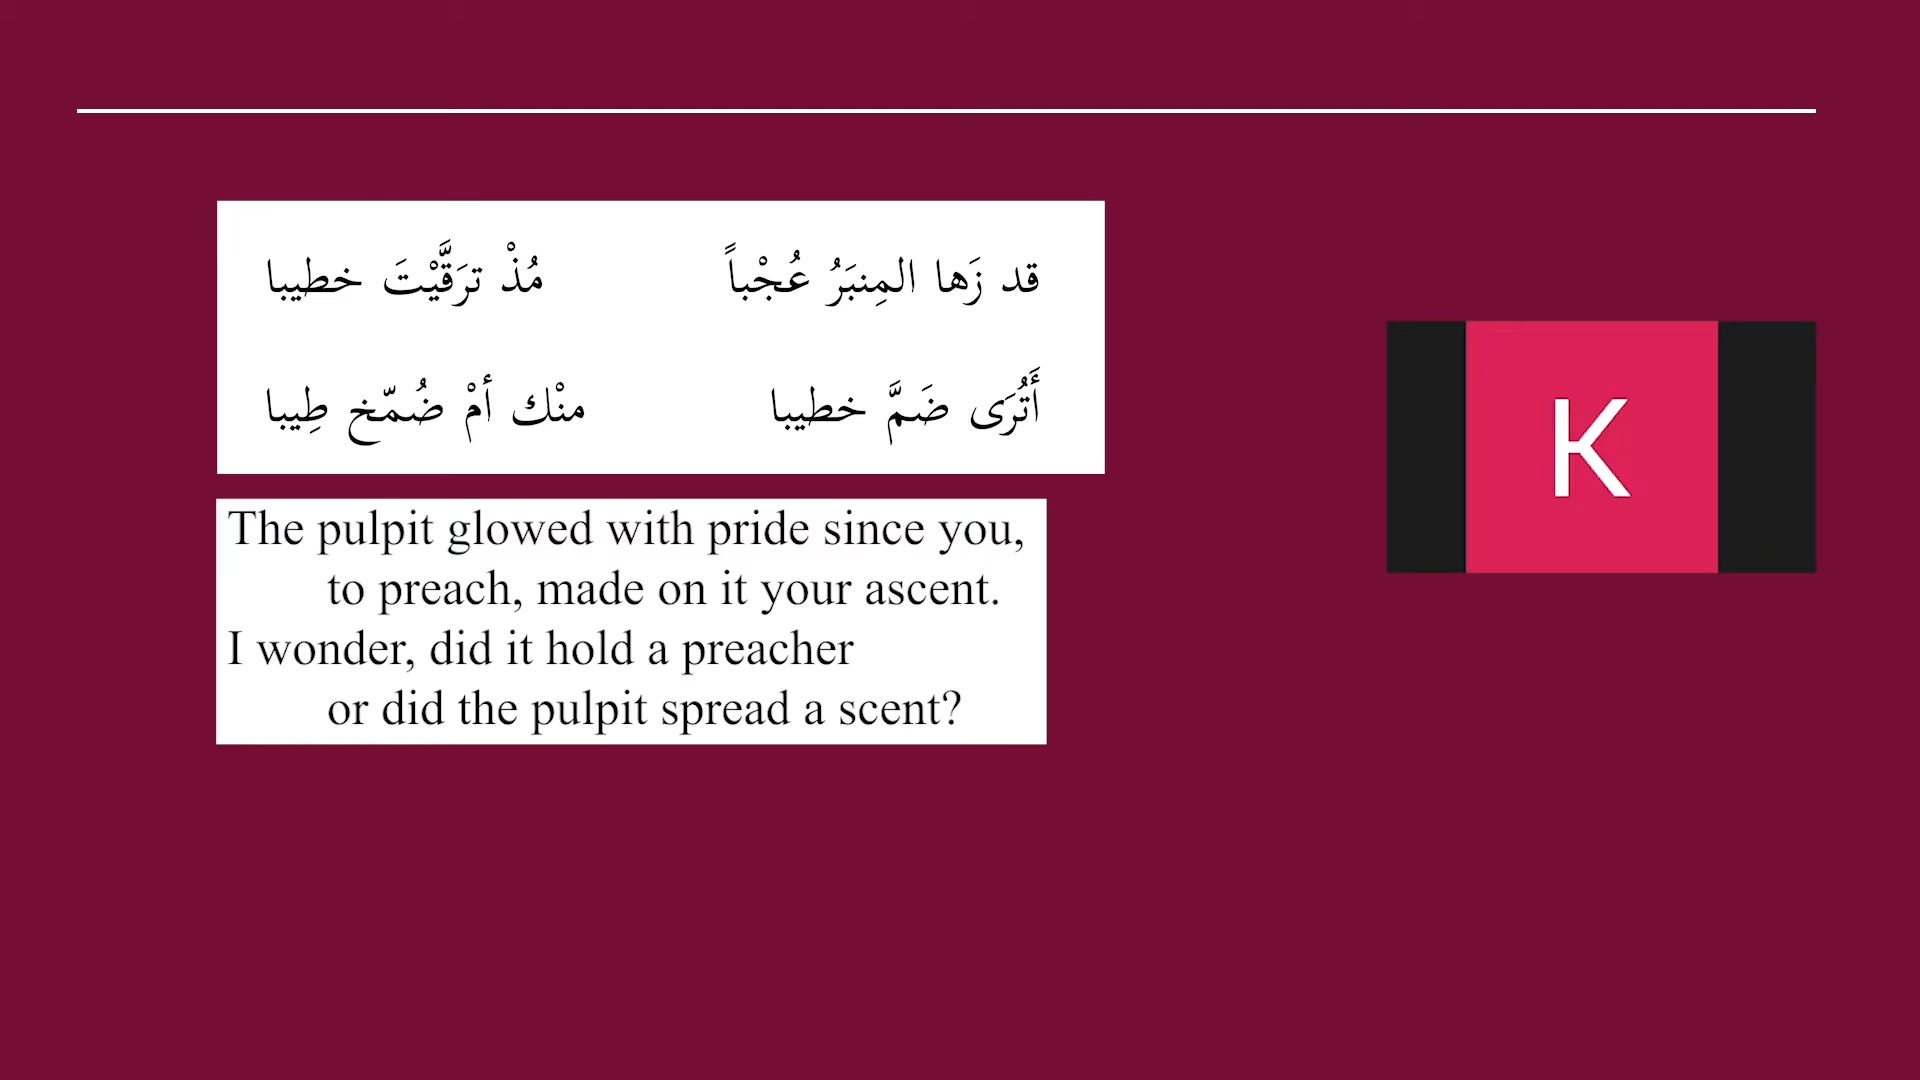 قد زَها المِنبَرُ عُجْباً مُذْ ترَقَّيْتَ خطيبا
أَتُرَى ضَمَّ خطيبا منْك أمْ ضُمّخ طِيبا
The pulpit glowed with pride since you,
to preach, made on it your ascent.
I wonder, did it hold a preacher
or did the pulpit spread a scent?
K